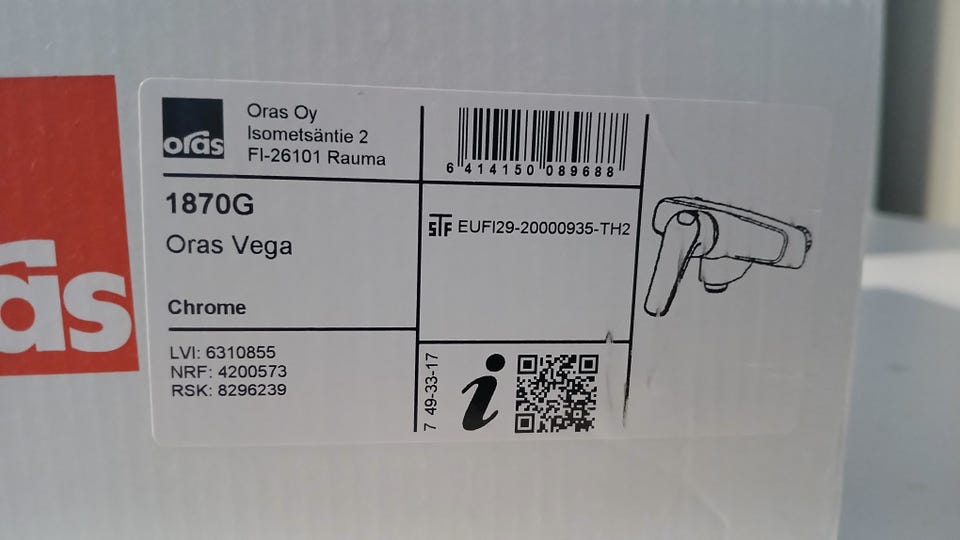 oras
oras
Oras Oy
Isometsäntie 2
FI-26101 Rauma
6 414150 089688
1870G
Oras Vega
STF EUFI29-20000935-TH2
Chrome
LVI: 6310855
NRF: 4200573
RSK: 8296239
7 49-33-17
i